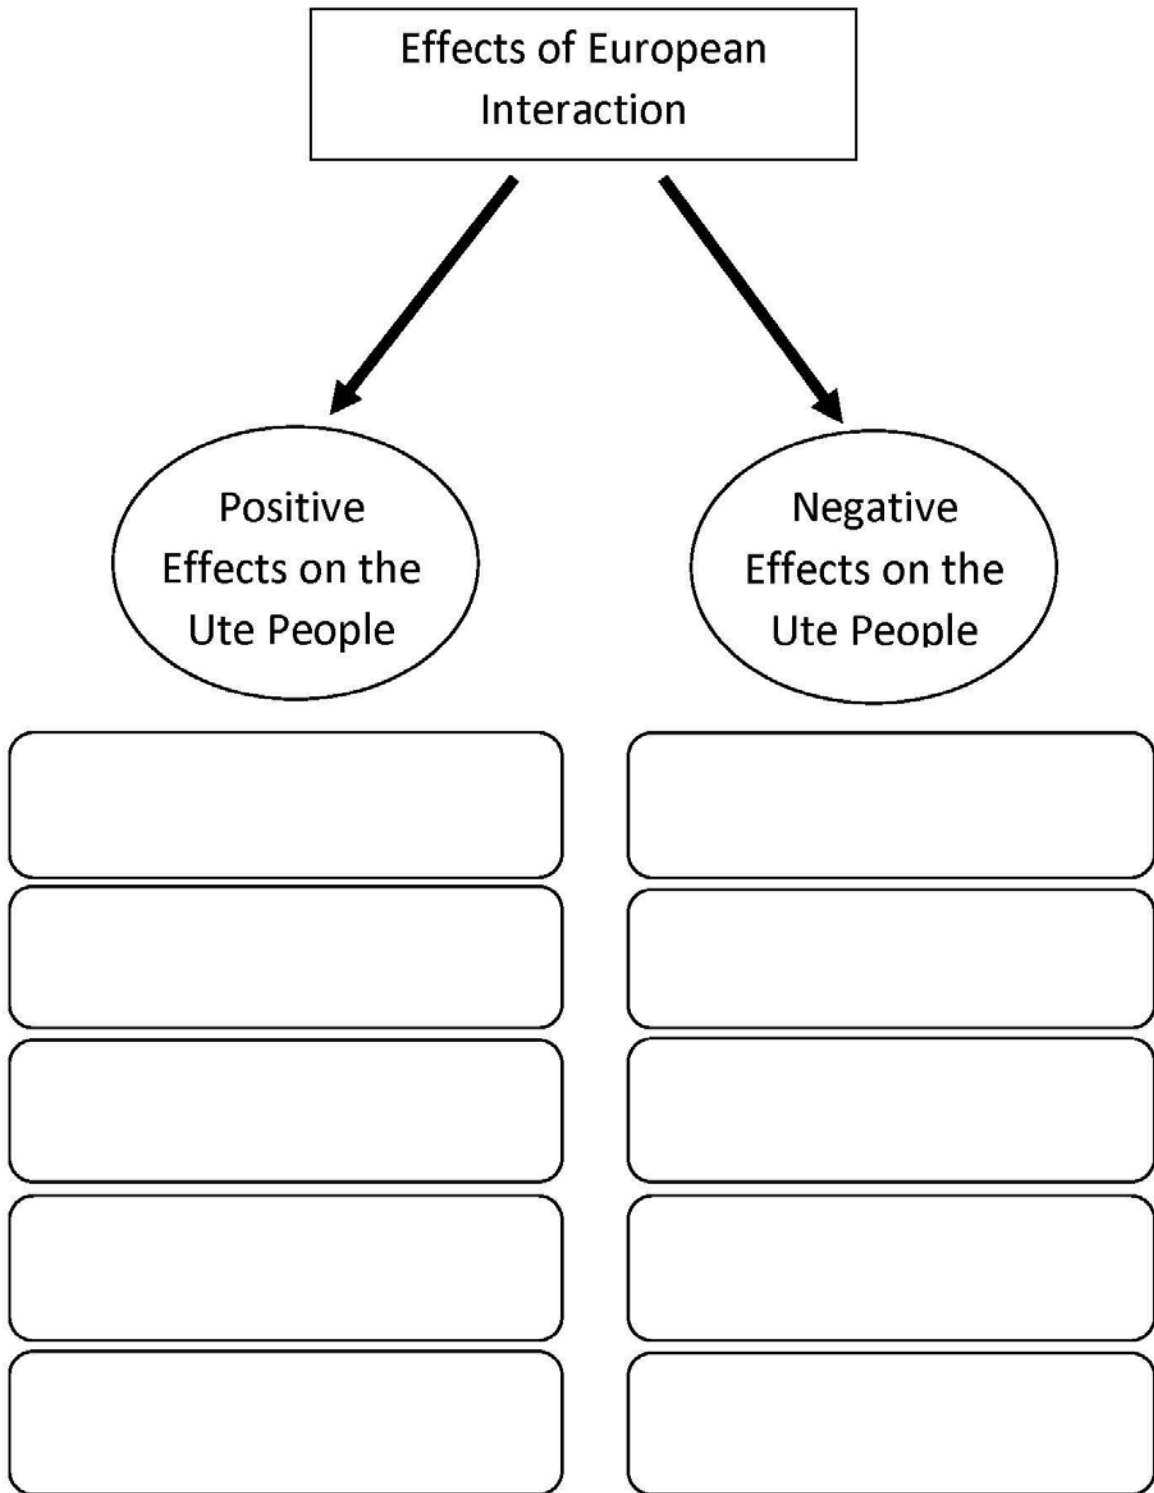 Effects of European
Interaction
Positive
Effects on the
Ute People
Negative
Effects on the
Ute People